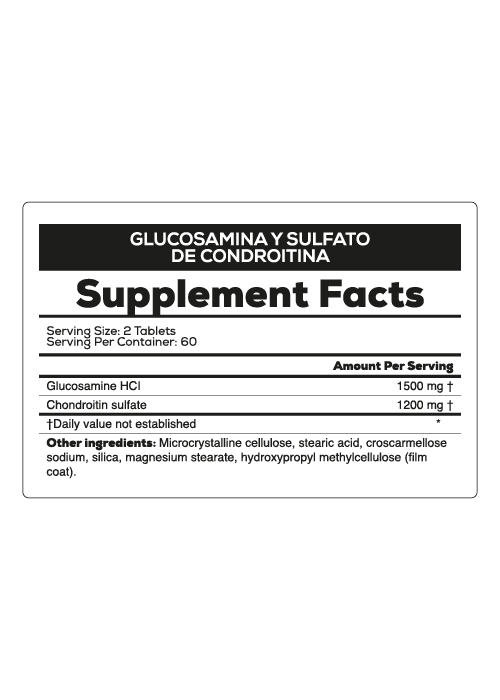 GLUCOSAMINA Y SULFATO
DE CONDROITINA
Supplement Facts
Serving Size: 2 Tablets
Serving Per Container: 60
Amount Per Serving
Glucosamine HCl 1500 mg †
Chondroitin sulfate 1200 mg †
†Daily value not established *
Other ingredients: Microcrystalline cellulose, stearic acid, croscarmellose
sodium, silica, magnesium stearate, hydroxypropyl methylcellulose (film
coat).